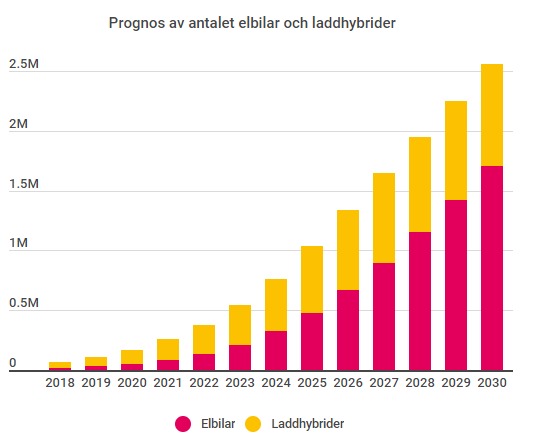 Prognos av antalet elbilar och laddhybrider
2.5M
2M
1.5M
1M
0.5M
0
2018 2019 2020 2021 2022 2023 2024 2025 2026 2027 2028 2029 2030
Elbilar Laddhybrider